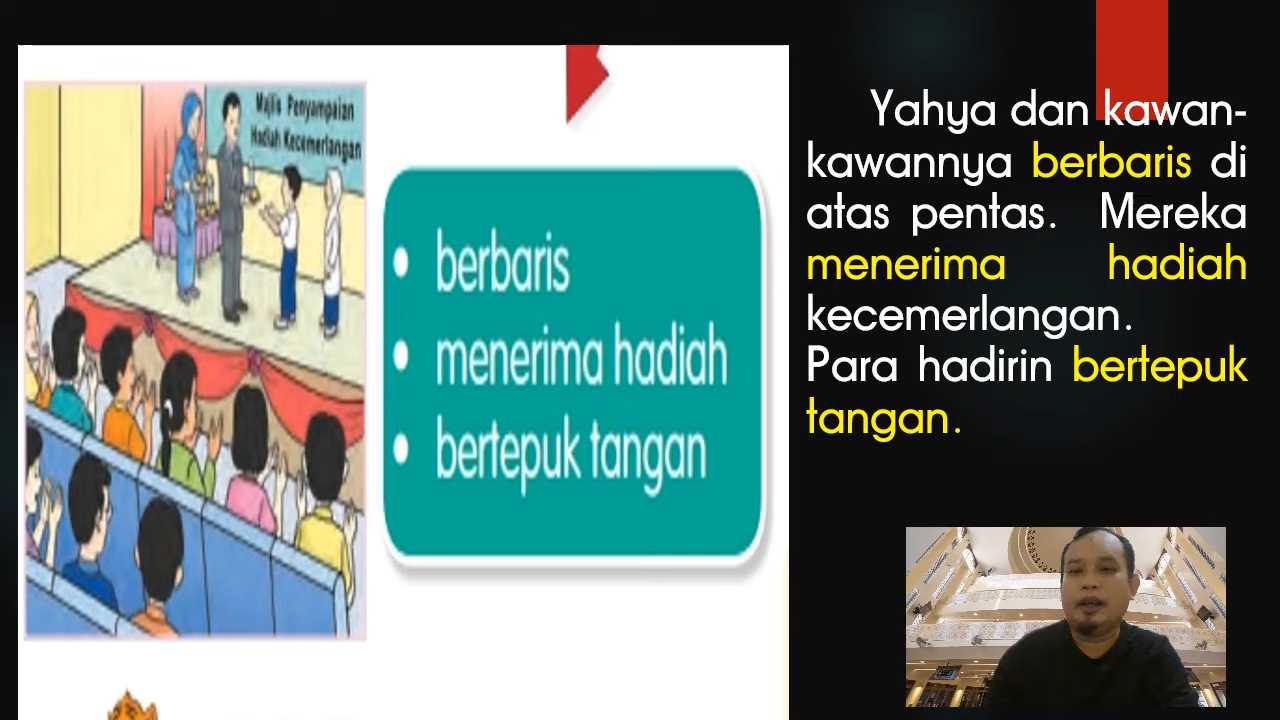 Majlis Penyampaian
Hadiah Kecemerlangan
• berbaris
• menerima hadiah
• bertepuk tangan
Yahya dan kawan-
kawannya berbaris di
atas pentas. Mereka
menerima hadiah
kecemerlangan.
Para hadirin bertepuk
tangan.